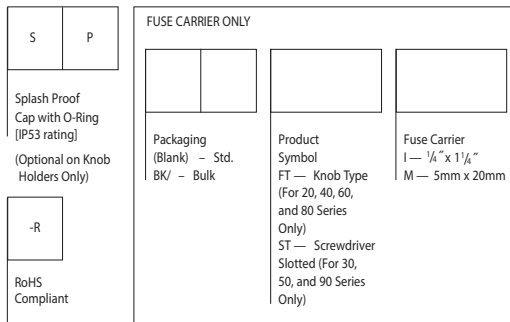 S P
Splash Proof
Cap with O-Ring
[IP53 rating]
(Optional on Knob
Holders Only)
-R
RoHS
Compliant
FUSE CARRIER ONLY
Packaging
(Blank) – Std.
BK/ – Bulk
Product
Symbol
FT — Knob Type
(For 20, 40, 60,
and 80 Series
Only)
ST — Screwdriver
Slotted (For 30,
50, and 90 Series
Only)
Fuse Carrier
I — 1/4˝x 1 1/4˝
M — 5mm x 20mm